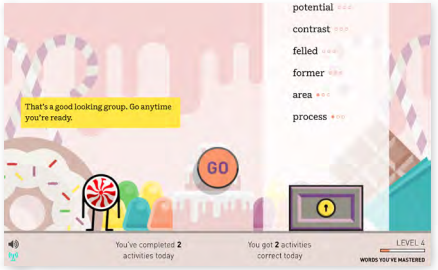 potential
contrast
felled
former
area
process
That's a good looking group. Go anytime
you're ready.
GO
You've completed 2
activities today
You got 2 activities
correct today
LEVEL 4
WORDS YOU'VE MASTERED